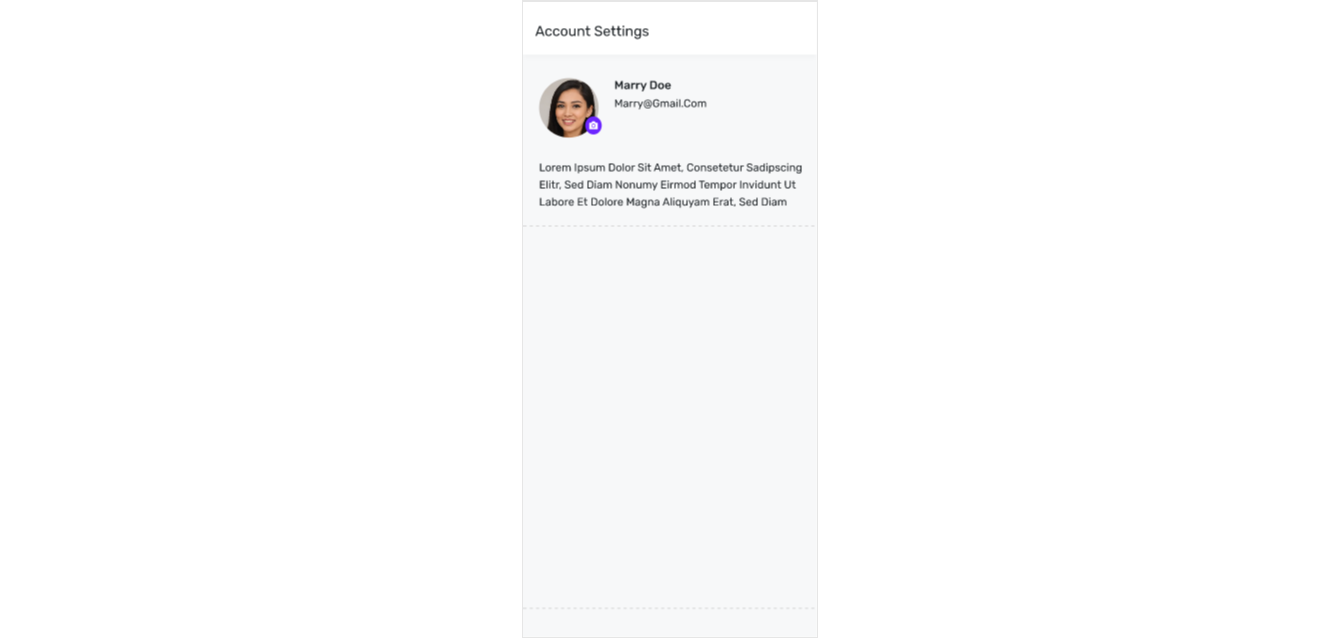 Account Settings
Marry Doe
Marry@Gmail.Com
Lorem Ipsum Dolor Sit Amet, Consetetur Sadipscing
Elitr, Sed Diam Nonumy Eirmod Tempor Invidunt Ut
Labore Et Dolore Magna Aliquyam Erat, Sed Diam